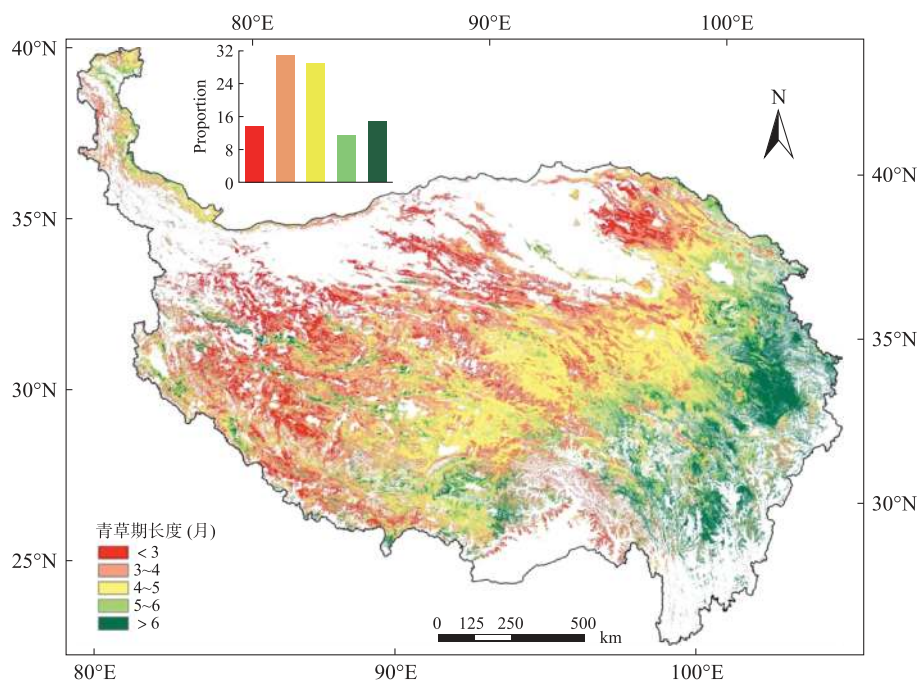 80°E 90°E 100°E
40°N
35°N
30°N
25°N
40°N
35°N
30°N
80°E 90°E 100°E
Proportion
32
24
16
8
0
N
青草期长度 (月)
< 3
3~4
4~5
5~6
> 6
0 125 250 500
km